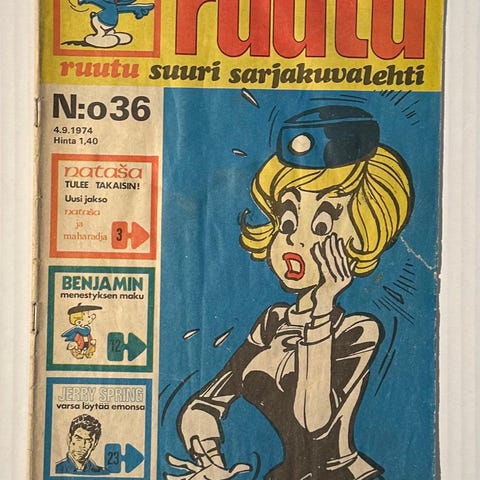 ruutu
ruutu suuri sarjakuvalehti
N:o 36
4.9.1974
Hinta 1,40
nataša
TULEE TAKAISIN!
Uusi jakso
nataša
ja
maharadja 3
BENJAMIN
menestyksen maku
12
JERRY SPRING
varsa löytää emonsa
23